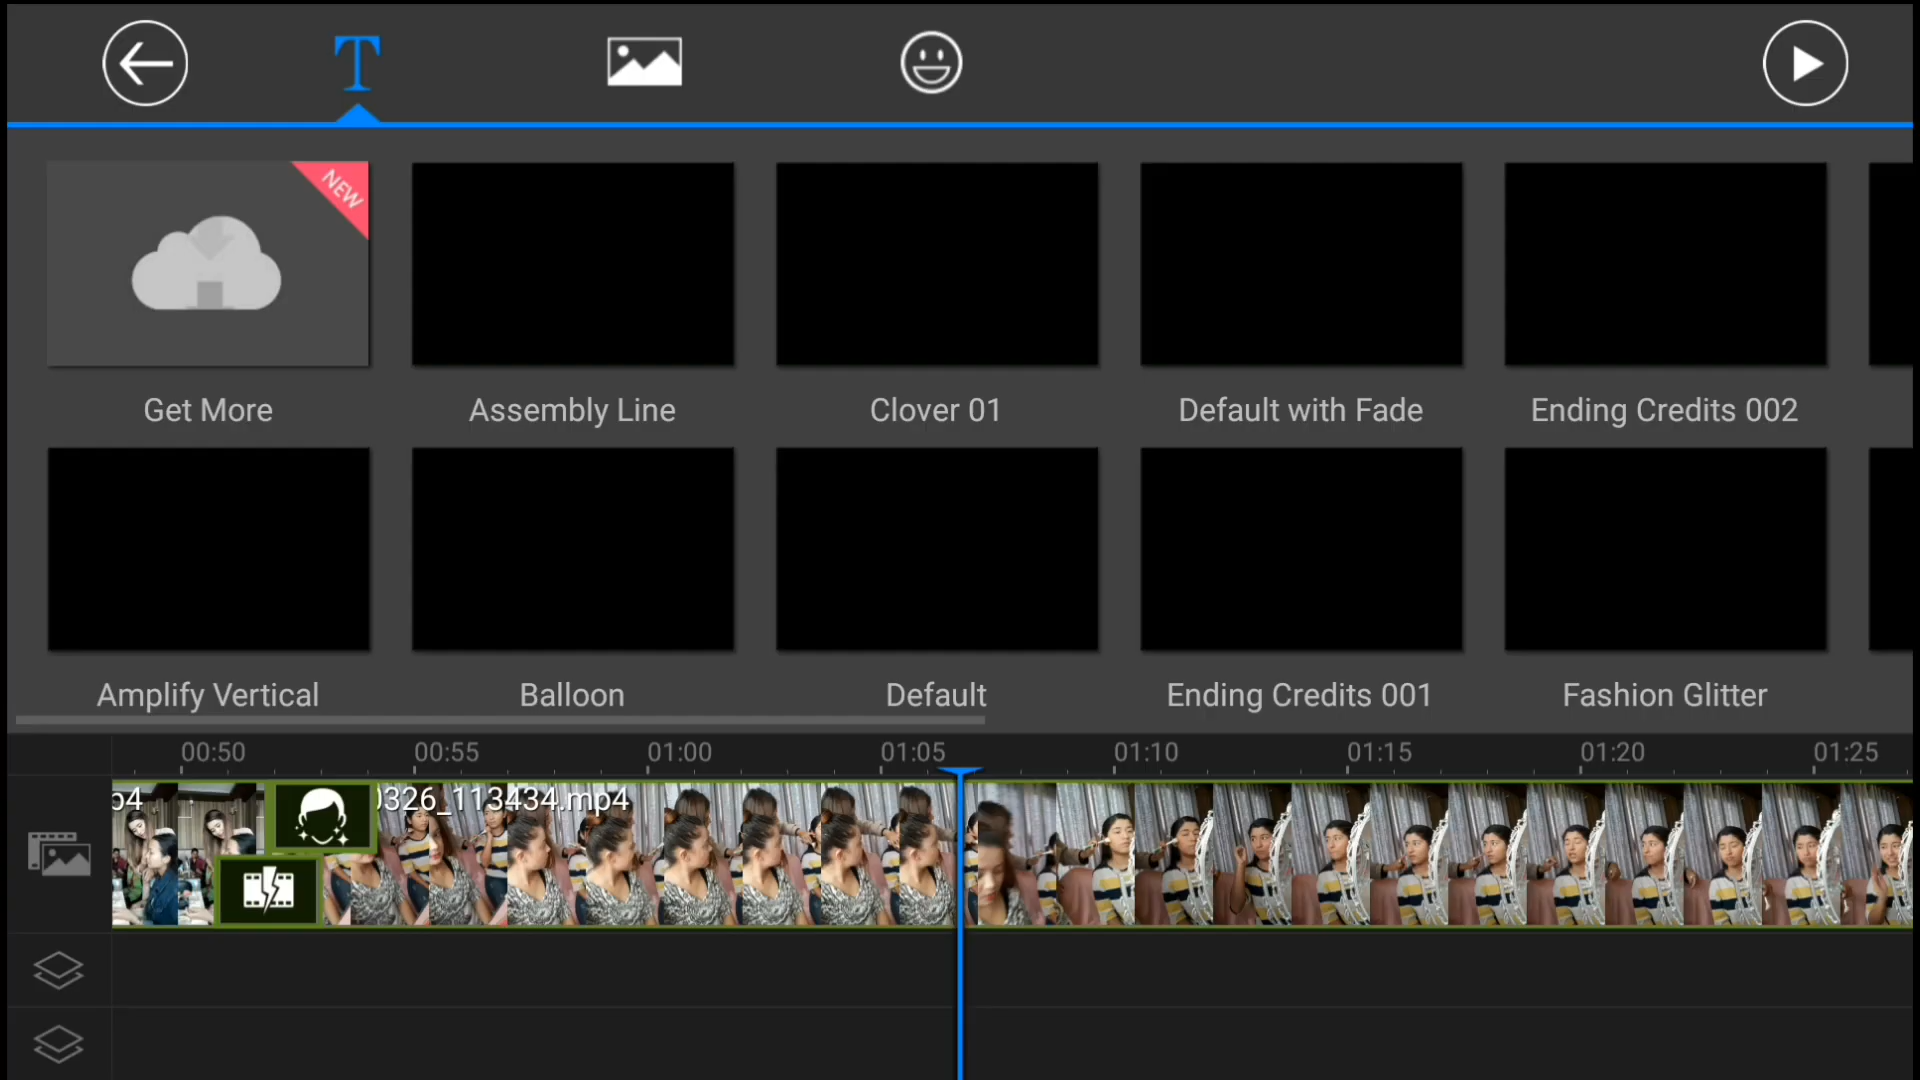 T
NEW
Get More
Assembly Line
Clover 01
Default with Fade
Ending Credits 002
Amplify Vertical
Balloon
Default
Ending Credits 001
Fashion Glitter
00:50 00:55 01:00 01:05 01:10 01:15 01:20 01:25
p4
0326_113434.mp4